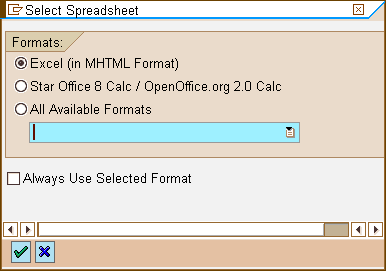 Select Spreadsheet
Formats:
Excel (in MHTML Format)
Star Office 8 Calc / OpenOffice.org 2.0 Calc
All Available Formats
Always Use Selected Format